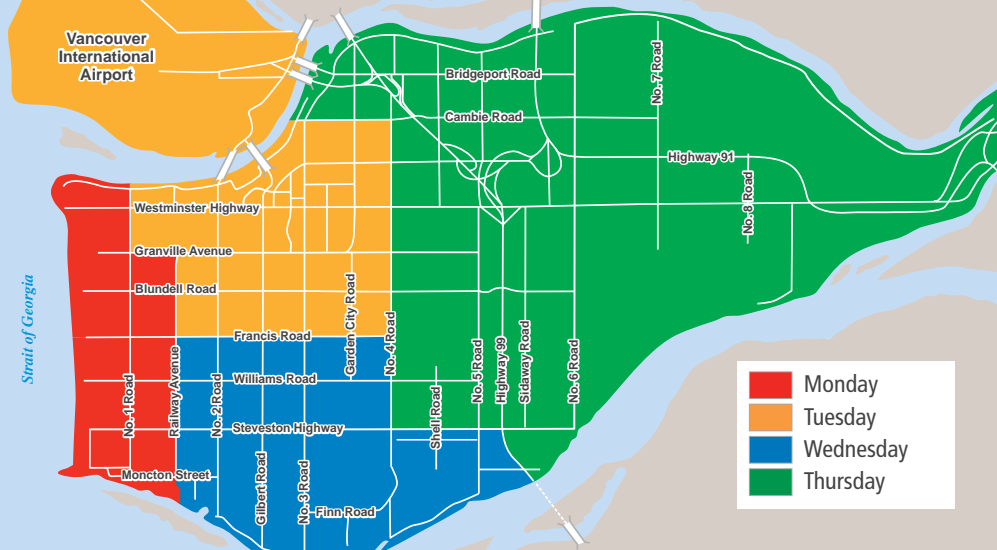 Vancouver
International
Airport
Bridgeport Road
No. 7 Road
Cambie Road
Highway 91
No. 8 Road
Westminster Highway
Granville Avenue
Blundell Road
Strait of Georgia
Francis Road
Garden City Road
No. 4 Road
Williams Road
No. 1 Road
Railway Avenue
No. 2 Road
No. 5 Road
Highway 99
Sidaway Road
No. 6 Road
Shell Road
Steveston Highway
Moncton Street
Gilbert Road
No. 3 Road
Finn Road
Monday
Tuesday
Wednesday
Thursday